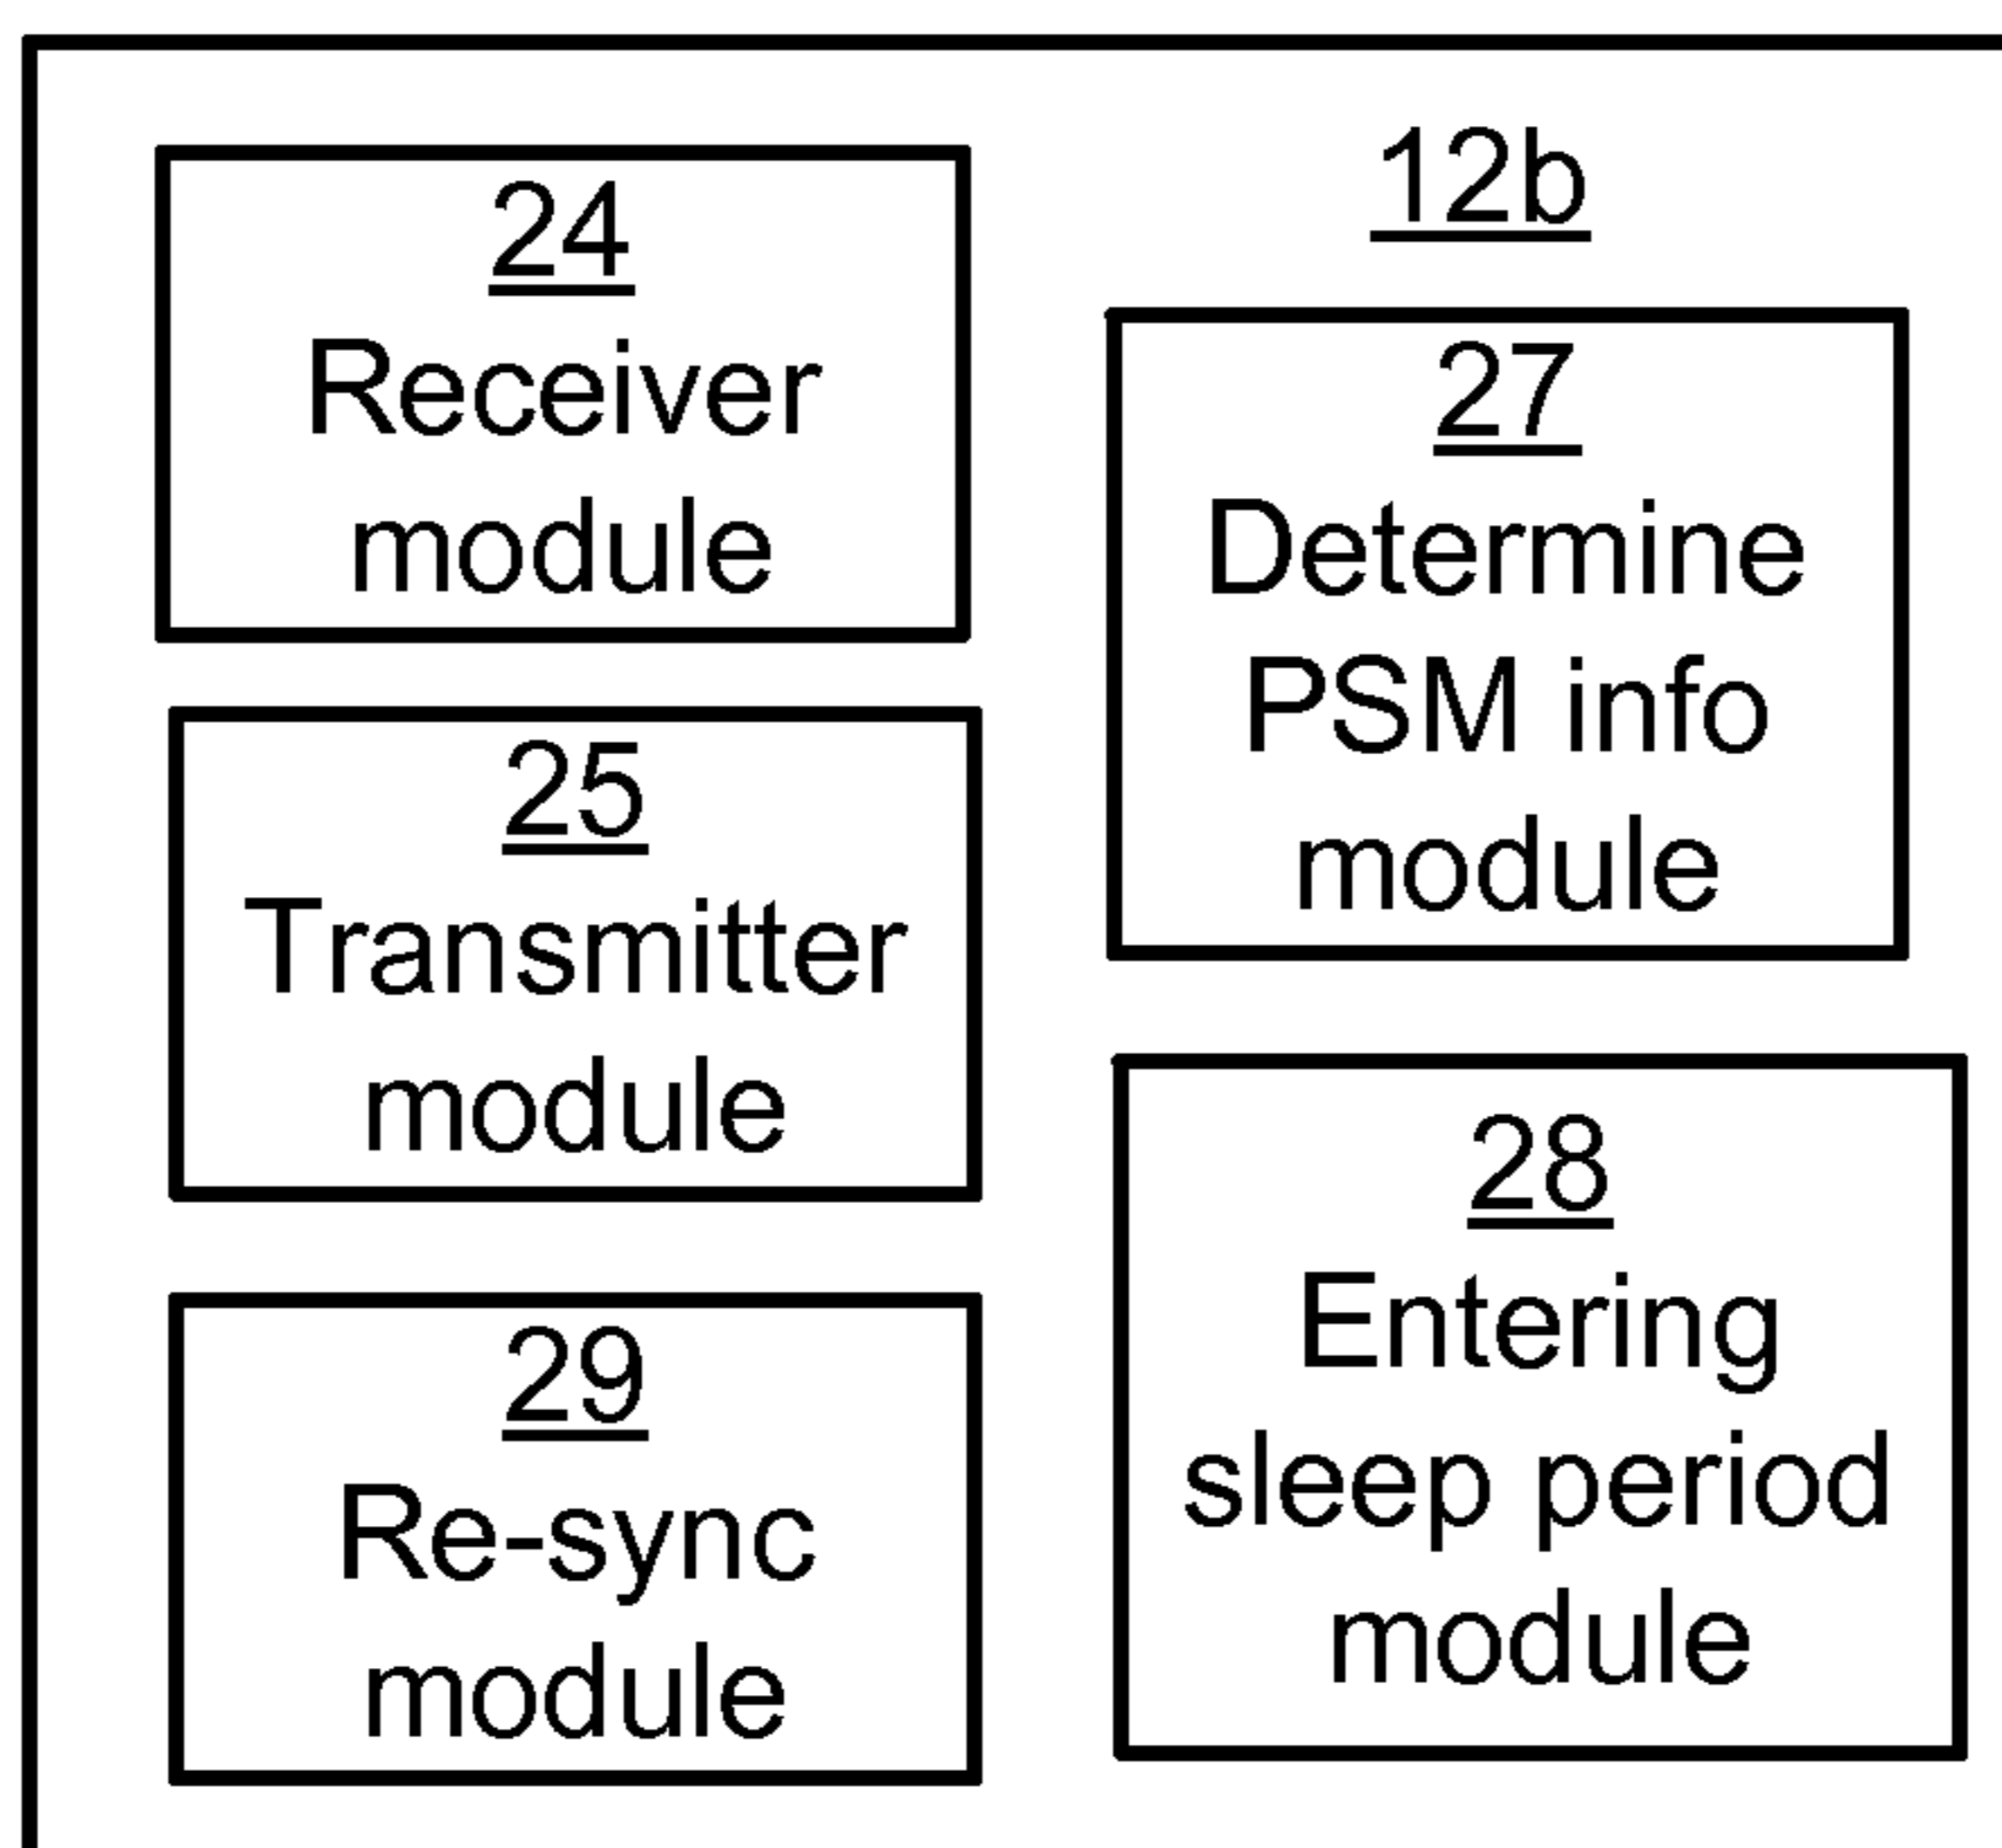 12b
24
Receiver
module
25
Transmitter
module
29
Re-sync
module
27
Determine
PSM info
module
28
Entering
sleep period
module